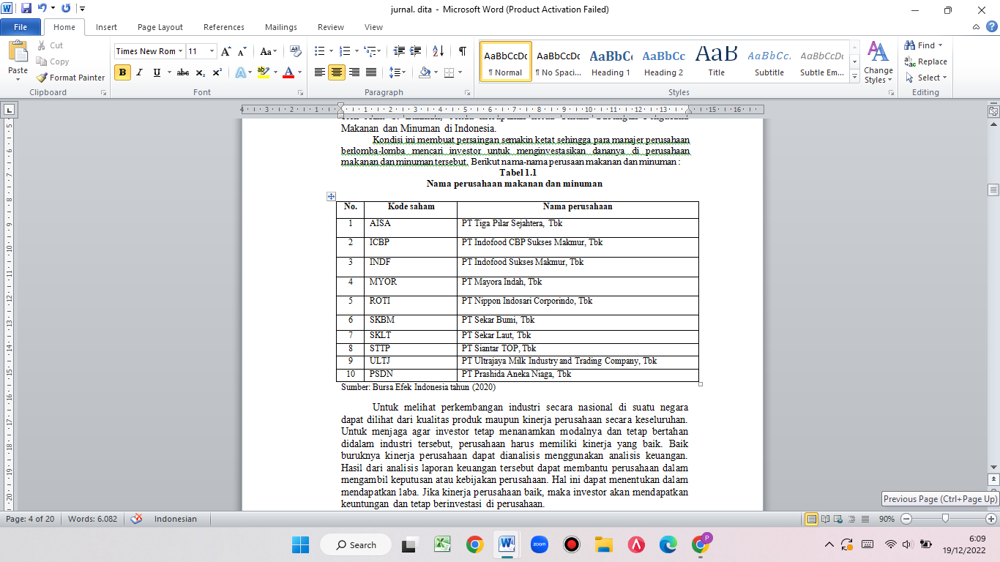 jurnal. dita - Microsoft Word (Product Activation Failed)
File Home Insert Page Layout References Mailings Review View
Paste
Cut
Copy
Format Painter
Clipboard
Times New Rom 11
Font
Paragraph
AaBbCcDc AaBbCcDc AaBbCc AaBbCc AaB AaBbCc. AaBbCcDc
¶ Normal ¶ No Spaci... Heading 1 Heading 2 Title Subtitle Subtle Em...
Change Styles
Styles
Find
Replace
Select
Editing
Makanan dan Minuman di Indonesia.
Kondisi ini membuat persaingan semakin ketat sehingga para manajer perusahaan
berlomba-lomba mencari investor untuk menginvestasikan dananya di perusahaan
makanan dan minuman tersebut. Berikut nama-nama perusaan makanan dan minuman :
Tabel 1.1
Nama perusahaan makanan dan minuman
No. Kode saham Nama perusahaan
1 AISA PT Tiga Pilar Sejahtera, Tbk
2 ICBP PT Indofood CBP Sukses Makmur, Tbk
3 INDF PT Indofood Sukses Makmur, Tbk
4 MYOR PT Mayora Indah, Tbk
5 ROTI PT Nippon Indosari Corporindo, Tbk
6 SKBM PT Sekar Bumi, Tbk
7 SKLT PT Sekar Laut, Tbk
8 STTP PT Siantar TOP, Tbk
9 ULTJ PT Ultrajaya Milk Industry and Trading Company, Tbk
10 PSDN PT Prashida Aneka Niaga, Tbk
Sumber: Bursa Efek Indonesia tahun (2020)
Untuk melihat perkembangan industri secara nasional di suatu negara
dapat dilihat dari kualitas produk maupun kinerja perusahaan secara keseluruhan.
Untuk menjaga agar investor tetap menanamkan modalnya dan tetap bertahan
didalam industri tersebut, perusahaan harus memiliki kinerja yang baik. Baik
buruknya kinerja perusahaan dapat dianalisis menggunakan analisis keuangan.
Hasil dari analisis laporan keuangan tersebut dapat membantu perusahaan dalam
mengambil keputusan atau kebijakan perusahaan. Hal ini dapat menentukan dalam
mendapatkan laba. Jika kinerja perusahaan baik, maka investor akan mendapatkan
keuntungan dan tetap berinvestasi di perusahaan.
Previous Page (Ctrl+Page Up)
Page: 4 of 20 Words: 6.082 Indonesian 90%
Search
zoom
6:09
19/12/2022